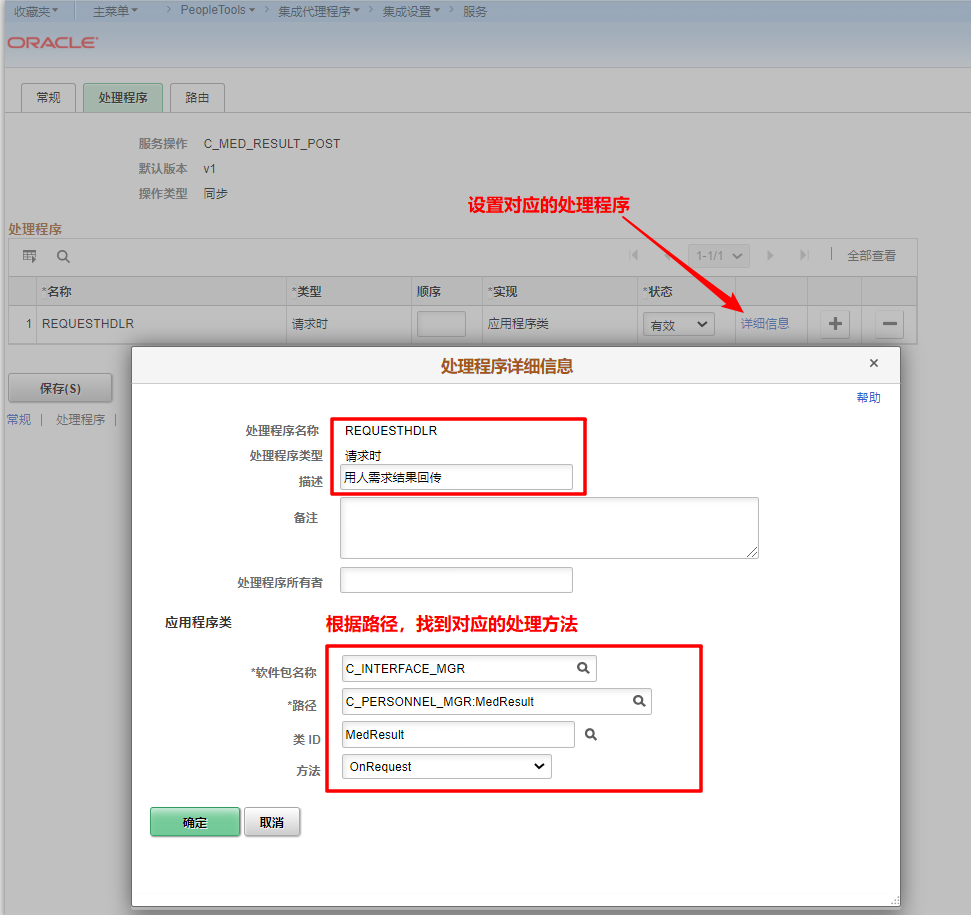 收藏夹 主菜单 PeopleTools 集成代理程序 集成设置 服务
ORACLE
常规 处理程序 路由
服务操作 C_MED_RESULT_POST
默认版本 v1
操作类型 同步
设置对应的处理程序
处理程序
1-1/1 全部查看
*名称 *类型 顺序 *实现 *状态
1 REQUESTHDLR 请求时 应用程序类 有效 详细信息
处理程序详细信息
保存(S)
帮助
常规 | 处理程序 |
处理程序名称 REQUESTHDLR
处理程序类型 请求时
描述 用人需求结果回传
备注
处理程序所有者
应用程序类
根据路径，找到对应的处理方法
*软件包名称 C_INTERFACE_MGR
*路径 C_PERSONNEL_MGR:MedResult
类 ID MedResult
方法 OnRequest
确定 取消